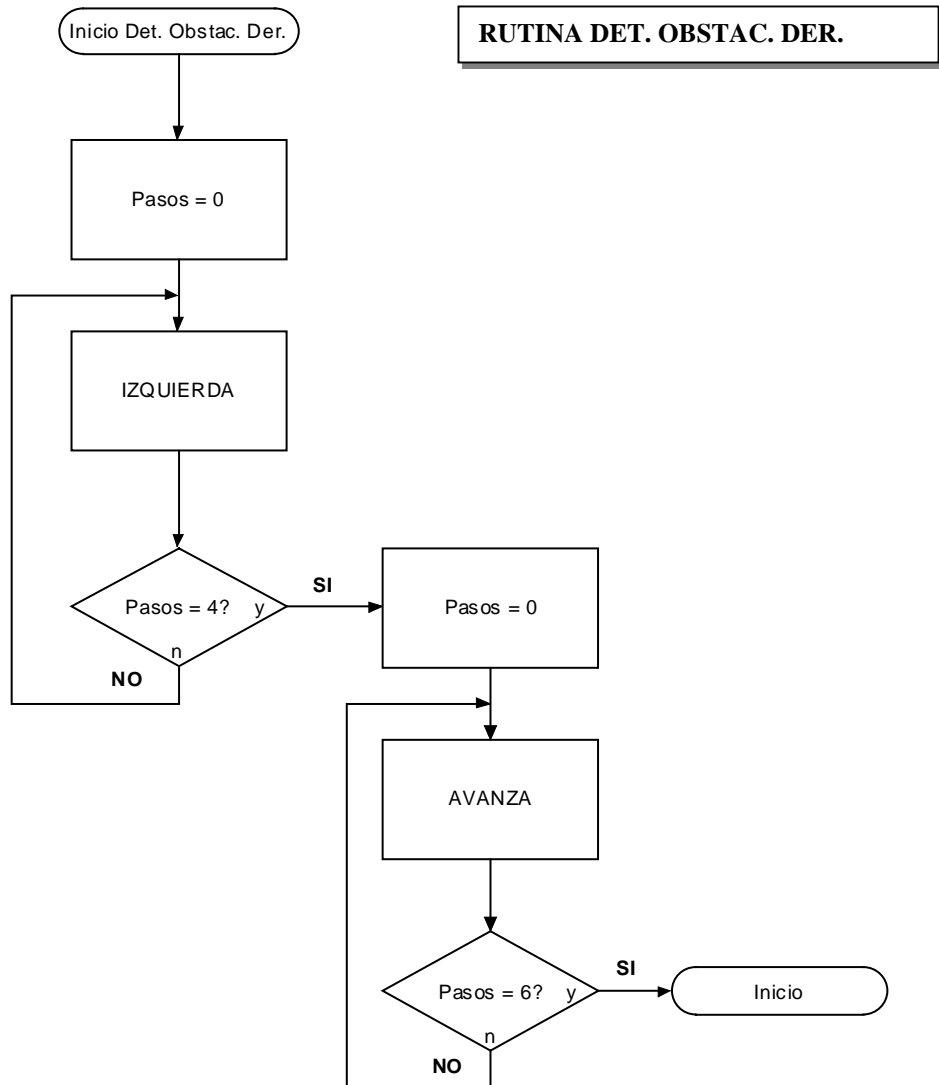 Inicio Det. Obstac. Der.
RUTINA DET. OBSTAC. DER.
Pasos = 0
IZQUIERDA
Pasos = 4?
y
n
SI
NO
Pasos = 0
AVANZA
Pasos = 6?
y
n
SI
NO
Inicio